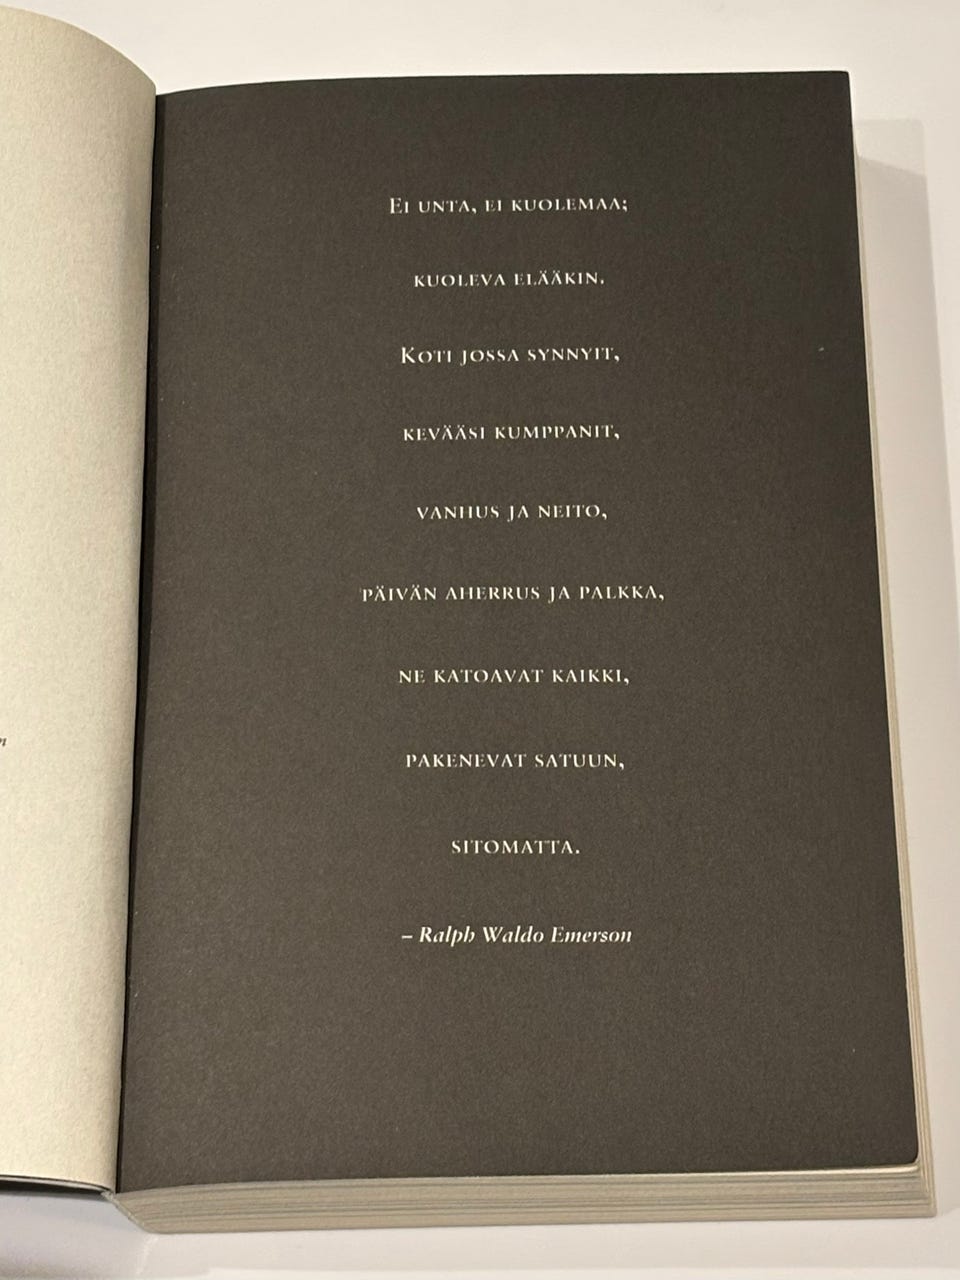 Ei unta, ei kuolemaa;
kuoleva elääkin.
Koti jossa synnyit,
kevääsi kumppanit,
vanhus ja neito,
päivän aherrus ja palkka,
ne katoavat kaikki,
pakenevat satuun,
sitomatta.
– Ralph Waldo Emerson